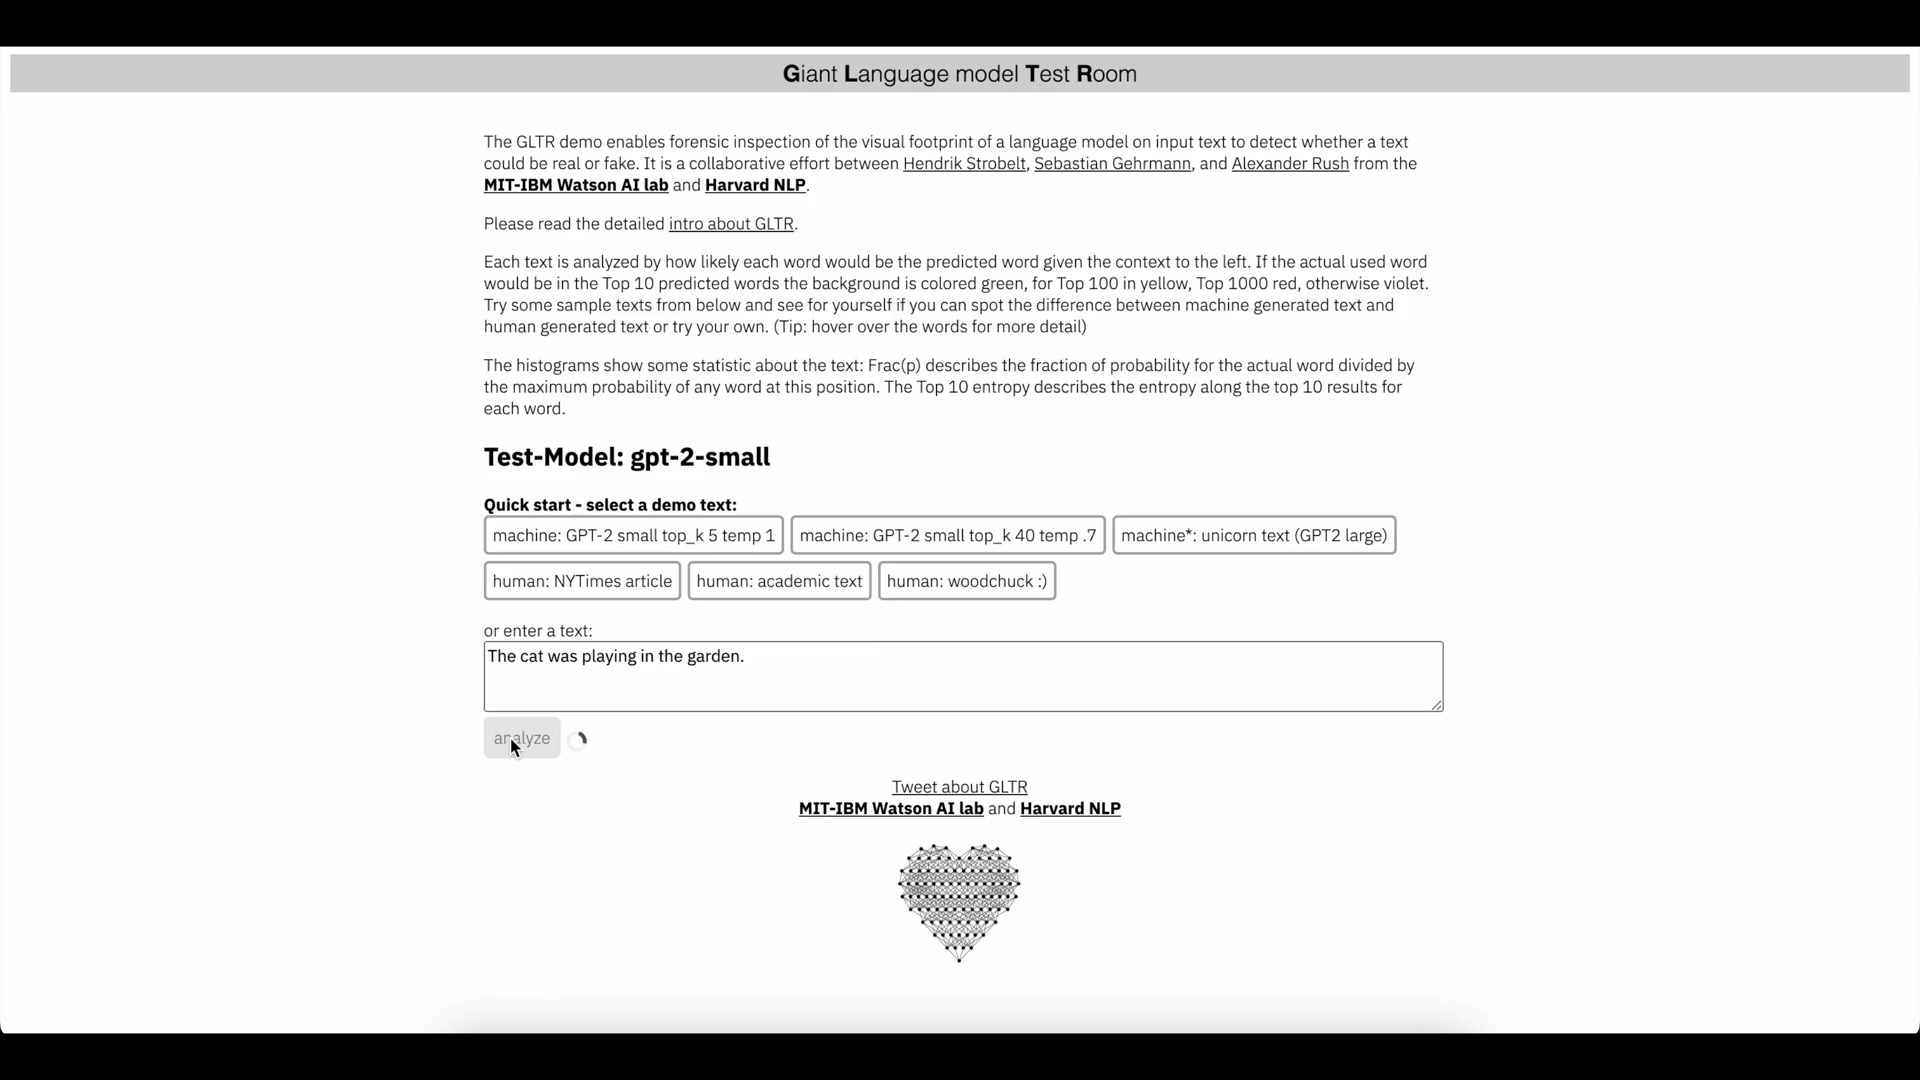 Giant Language model Test Room
The GLTR demo enables forensic inspection of the visual footprint of a language model on input text to detect whether a text
could be real or fake. It is a collaborative effort between Hendrik Strobelt, Sebastian Gehrmann, and Alexander Rush from the
MIT-IBM Watson AI lab and Harvard NLP.
Please read the detailed intro about GLTR.
Each text is analyzed by how likely each word would be the predicted word given the context to the left. If the actual used word
would be in the Top 10 predicted words the background is colored green, for Top 100 in yellow, Top 1000 red, otherwise violet.
Try some sample texts from below and see for yourself if you can spot the difference between machine generated text and
human generated text or try your own. (Tip: hover over the words for more detail)
The histograms show some statistic about the text: Frac(p) describes the fraction of probability for the actual word divided by
the maximum probability of any word at this position. The Top 10 entropy describes the entropy along the top 10 results for
each word.
Test-Model: gpt-2-small
Quick start - select a demo text:
machine: GPT-2 small top_k 5 temp 1 machine: GPT-2 small top_k 40 temp .7 machine*: unicorn text (GPT2 large)
human: NYTimes article human: academic text human: woodchuck :)
or enter a text:
The cat was playing in the garden.
analyze
Tweet about GLTR
MIT-IBM Watson AI lab and Harvard NLP